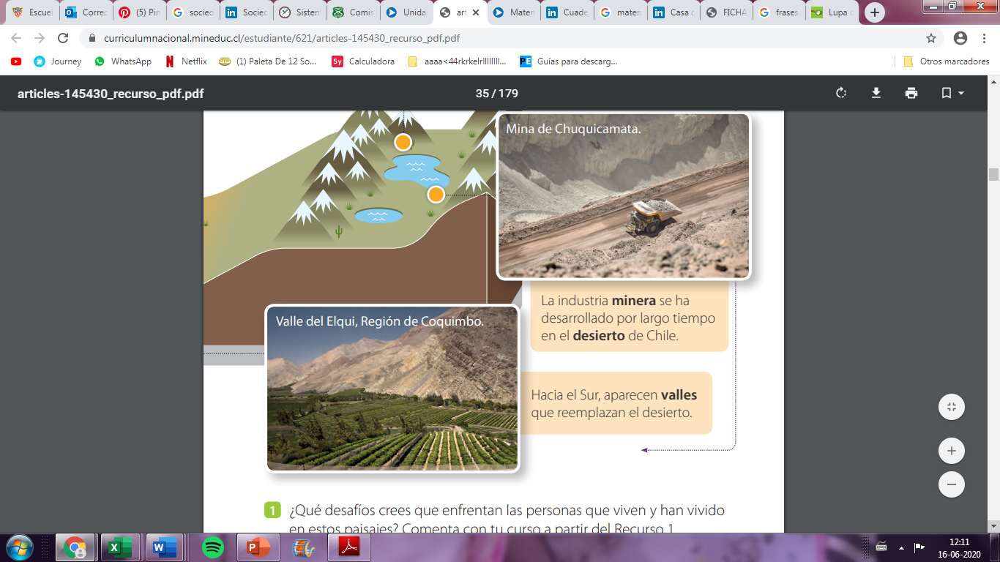 Escuel
Correc
(5) Pin
socied
Socied
Sistem
Comis
Unida
art
Maten
Cuade
maten
Casa d
FICHA
frases
Lupa d
curriculumnacional.mineduc.cl/estudiante/621/articles-145430_recurso_pdf.pdf
Journey
WhatsApp
Netflix
(1) Paleta De 12 So...
Calculadora
aaaa<44rkrkelrlllllllll...
Guías para descarg...
Otros marcadores
articles-145430_recurso_pdf.pdf
35 / 179
Mina de Chuquicamata.
La industria minera se ha
desarrollado por largo tiempo
en el desierto de Chile.
Valle del Elqui, Región de Coquimbo.
Hacia el Sur, aparecen valles
que reemplazan el desierto.
1 ¿Qué desafíos crees que enfrentan las personas que viven y han vivido
en estos paisajes? Comenta con tu curso a partir del Recurso 1.
12:11
16-06-2020